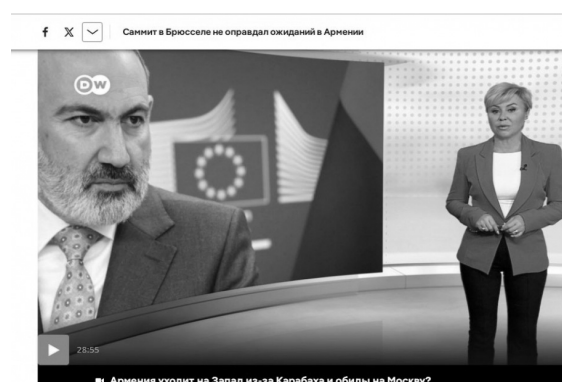 Саммит в Брюсселе не оправдал ожиданий в Армении
DW
28:55
Армения уходит на Запад из-за Карабаха и обиды на Москву?